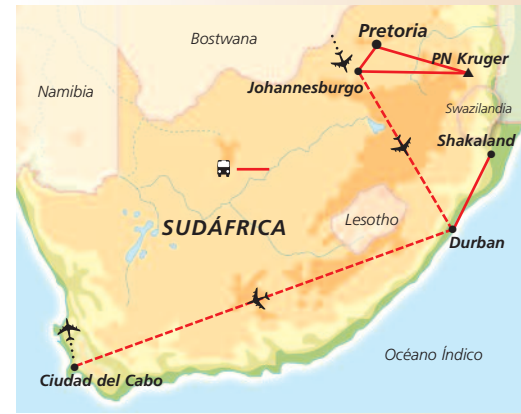 Pretoria
Bostwana
PN Kruger
Johannesburgo
Namibia
Swazilandia
Shakaland
SUDÁFRICA
Lesotho
Durban
Océano Índico
Ciudad del Cabo